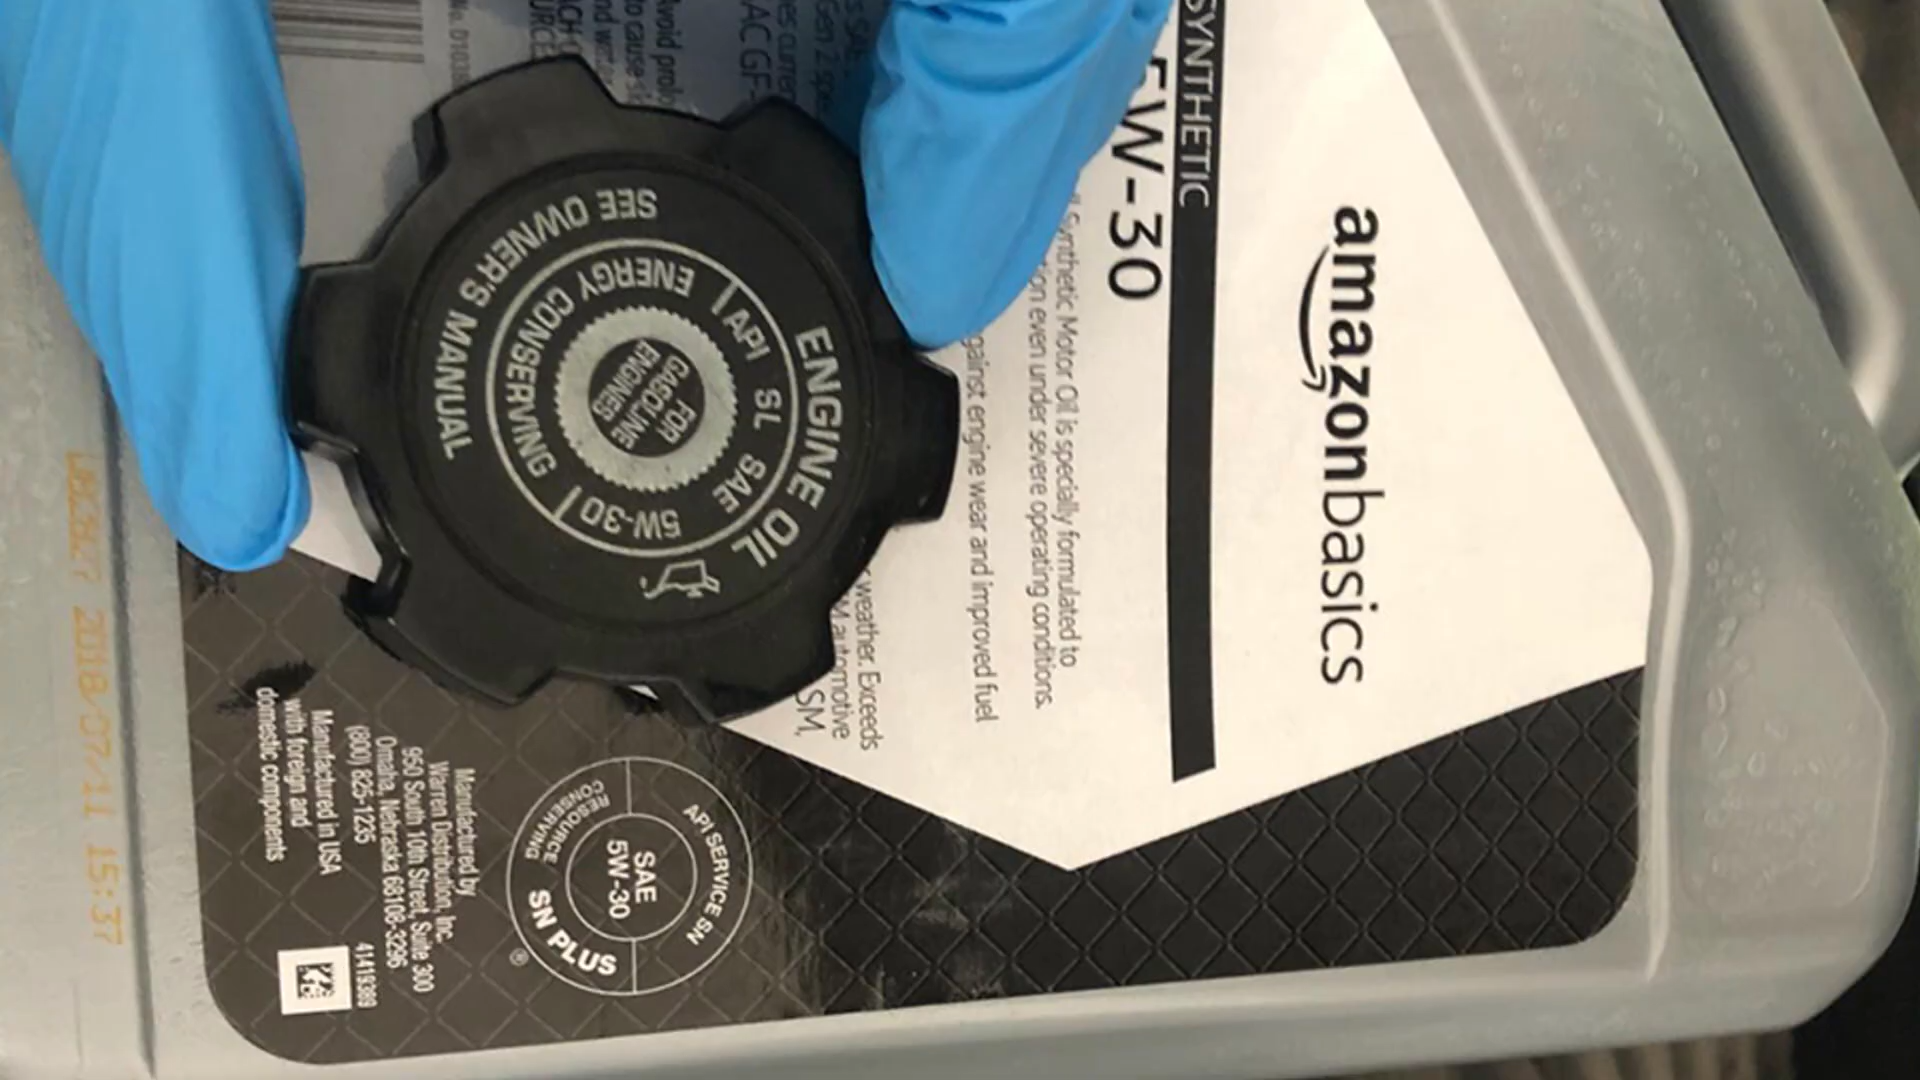 amazonbasics
SYNTHETIC
5W-30
Synthetic Motor Oil is specially formulated to
even under severe operating conditions.
against engine wear and improved fuel
weather. Exceeds
automotive
SM,
ENGINE OIL
SEE OWNER'S MANUAL
API SL SAE
5W-30
ENERGY CONSERVING
FOR
GASOLINE
ENGINES
API SERVICE SN
RESOURCE
CONSERVING
SAE
5W-30
SN PLUS
®
Manufactured by
Warren Distribution, Inc.
950 South 10th Street, Suite 300
Omaha, Nebraska 68108-3296
(800) 825-1235
Manufactured in USA
with foreign and
domestic components
41419389
2018/07/11 15:37